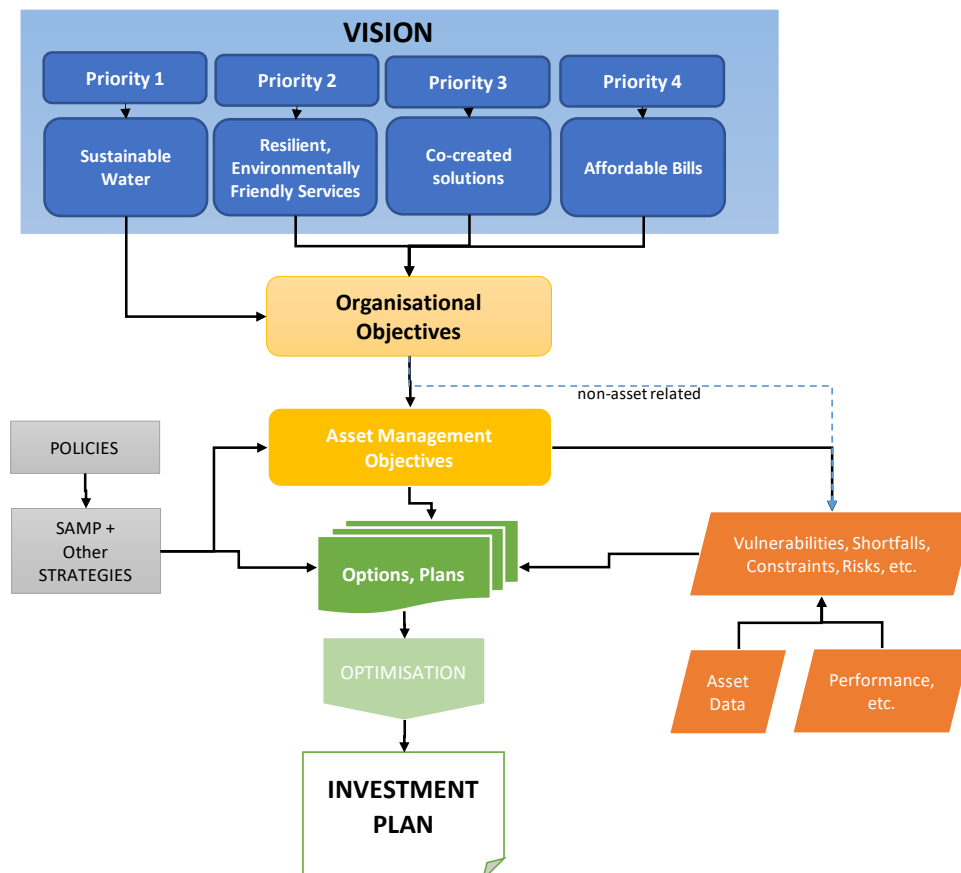 VISION
Priority 1
Priority 2
Priority 3
Priority 4
Sustainable
Water
Resilient,
Environmentally
Friendly Services
Co-created
solutions
Affordable Bills
Organisational
Objectives
non-asset related
Asset Management
Objectives
POLICIES
SAMP +
Other
STRATEGIES
Options, Plans
Vulnerabilities, Shortfalls,
Constraints, Risks, etc.
OPTIMISATION
Asset
Data
Performance,
etc.
INVESTMENT
PLAN